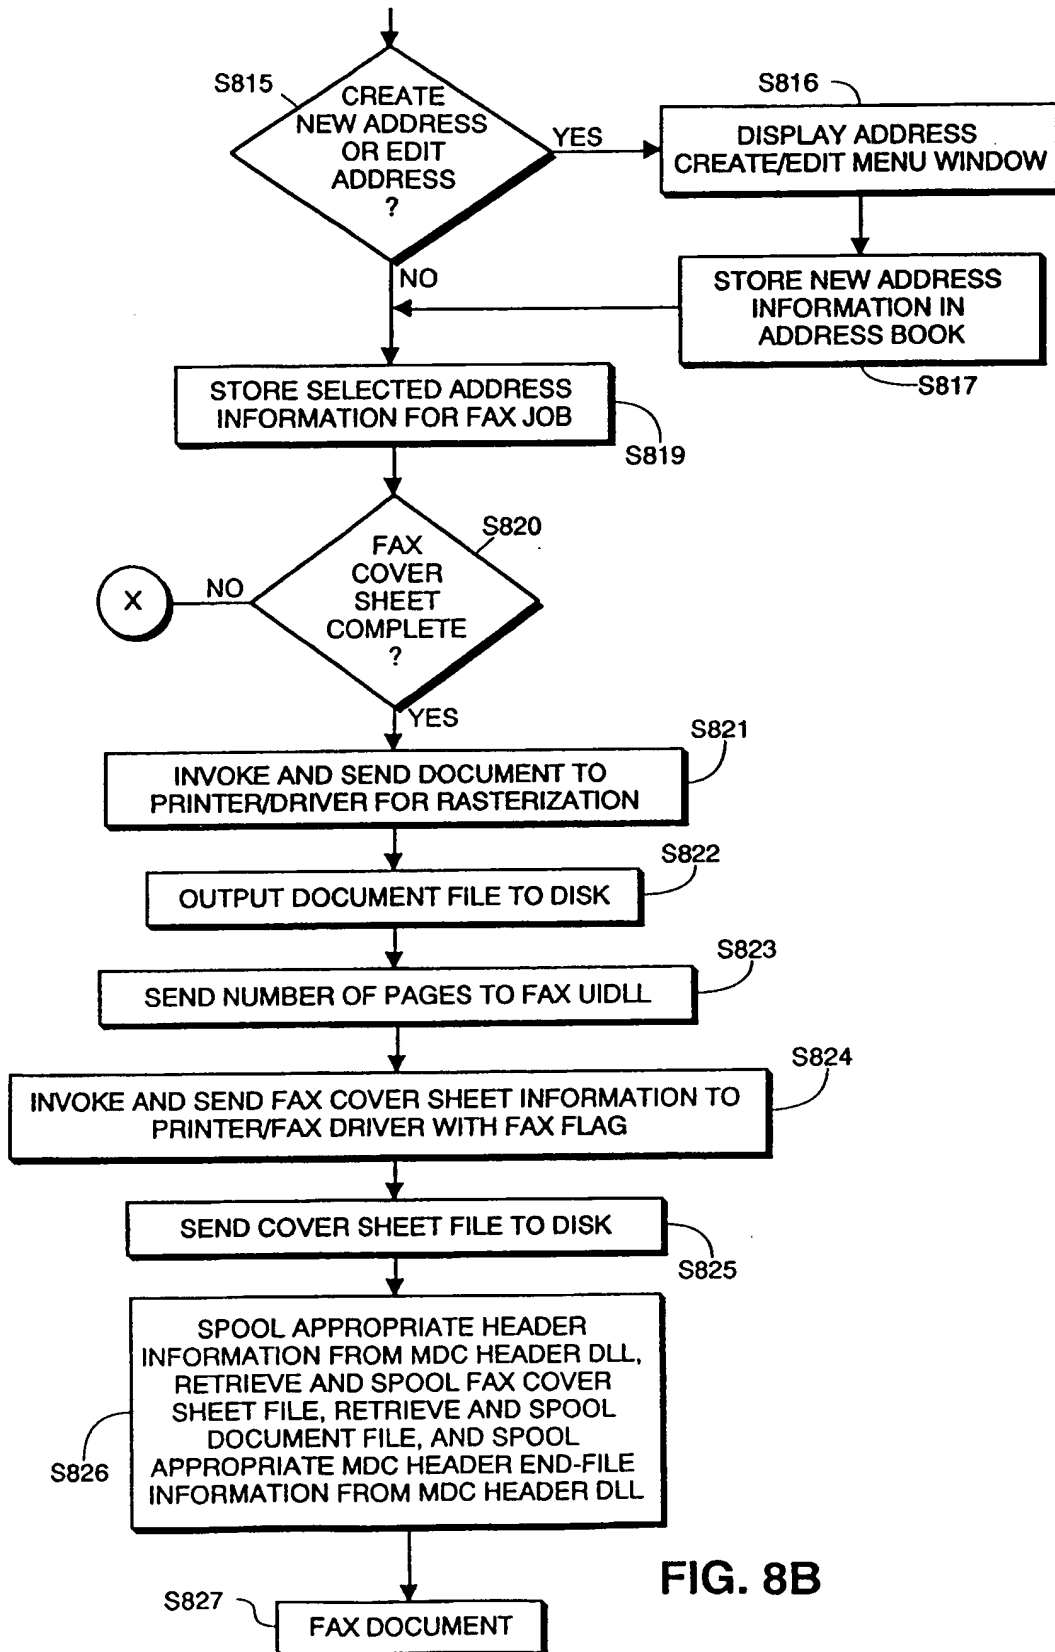 S815
CREATE
NEW ADDRESS
OR EDIT
ADDRESS
?
YES
S816
DISPLAY ADDRESS
CREATE/EDIT MENU WINDOW
NO
STORE NEW ADDRESS
INFORMATION IN
ADDRESS BOOK
S817
STORE SELECTED ADDRESS
INFORMATION FOR FAX JOB
S819
S820
FAX
COVER
SHEET
COMPLETE
?
NO
X
YES
S821
INVOKE AND SEND DOCUMENT TO
PRINTER/DRIVER FOR RASTERIZATION
S822
OUTPUT DOCUMENT FILE TO DISK
S823
SEND NUMBER OF PAGES TO FAX UIDLL
S824
INVOKE AND SEND FAX COVER SHEET INFORMATION TO
PRINTER/FAX DRIVER WITH FAX FLAG
SEND COVER SHEET FILE TO DISK
S825
SPOOL APPROPRIATE HEADER
INFORMATION FROM MDC HEADER DLL,
RETRIEVE AND SPOOL FAX COVER
SHEET FILE, RETRIEVE AND SPOOL
DOCUMENT FILE, AND SPOOL
APPROPRIATE MDC HEADER END-FILE
INFORMATION FROM MDC HEADER DLL
S826
S827
FAX DOCUMENT
FIG. 8B